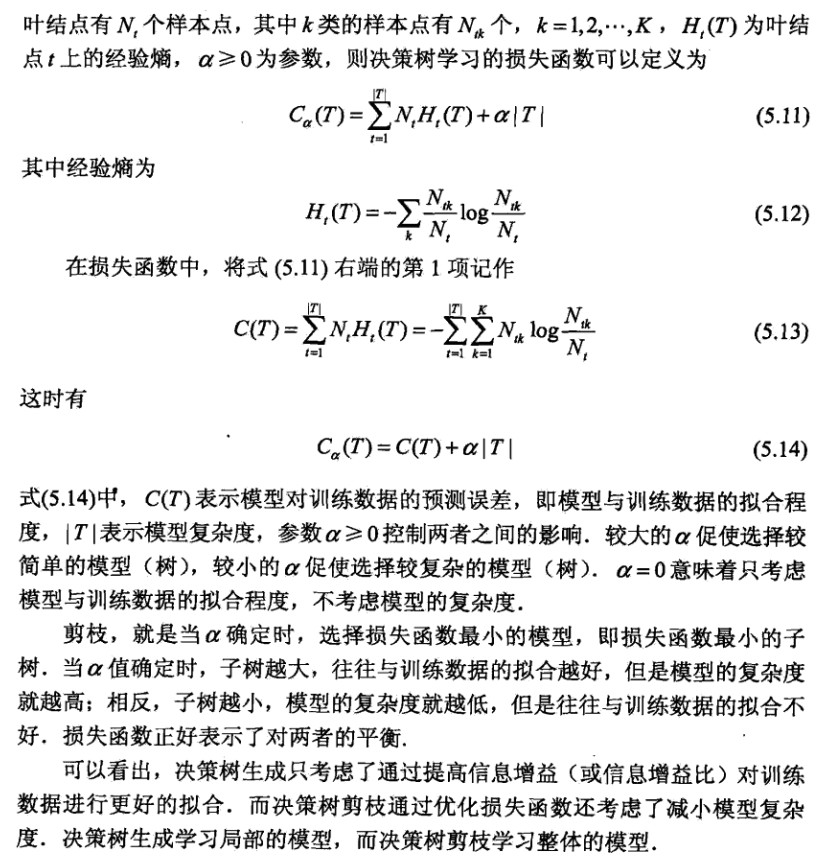 叶结点有 $N_t$ 个样本点，其中 $k$ 类的样本点有 $N_{tk}$ 个，$k=1,2,\cdots,K$，$H_t(T)$ 为叶结
点 $t$ 上的经验熵，$\alpha \geqslant 0$ 为参数，则决策树学习的损失函数可以定义为
$C_\alpha(T)=\sum_{t=1}^{|T|}N_tH_t(T)+\alpha|T|$ (5.11)
其中经验熵为
$H_t(T)=-\sum_k\frac{N_{tk}}{N_t}\log\frac{N_{tk}}{N_t}$ (5.12)
在损失函数中，将式 (5.11) 右端的第 1 项记作
$C(T)=\sum_{t=1}^{|T|}N_tH_t(T)=-\sum_{t=1}^{|T|}\sum_{k=1}^{K}N_{tk}\log\frac{N_{tk}}{N_t}$ (5.13)
这时有
$C_\alpha(T)=C(T)+\alpha|T|$ (5.14)
式(5.14)中，$C(T)$ 表示模型对训练数据的预测误差，即模型与训练数据的拟合程
度，$|T|$ 表示模型复杂度，参数 $\alpha \geqslant 0$ 控制两者之间的影响．较大的 $\alpha$ 促使选择较
简单的模型（树），较小的 $\alpha$ 促使选择较复杂的模型（树）．$\alpha=0$ 意味着只考虑
模型与训练数据的拟合程度，不考虑模型的复杂度．
剪枝，就是当 $\alpha$ 确定时，选择损失函数最小的模型，即损失函数最小的子
树．当 $\alpha$ 值确定时，子树越大，往往与训练数据的拟合越好，但是模型的复杂度
就越高；相反，子树越小，模型的复杂度就越低，但是往往与训练数据的拟合不
好．损失函数正好表示了对两者的平衡．
可以看出，决策树生成只考虑了通过提高信息增益（或信息增益比）对训练
数据进行更好的拟合．而决策树剪枝通过优化损失函数还考虑了减小模型复杂
度．决策树生成学习局部的模型，而决策树剪枝学习整体的模型．